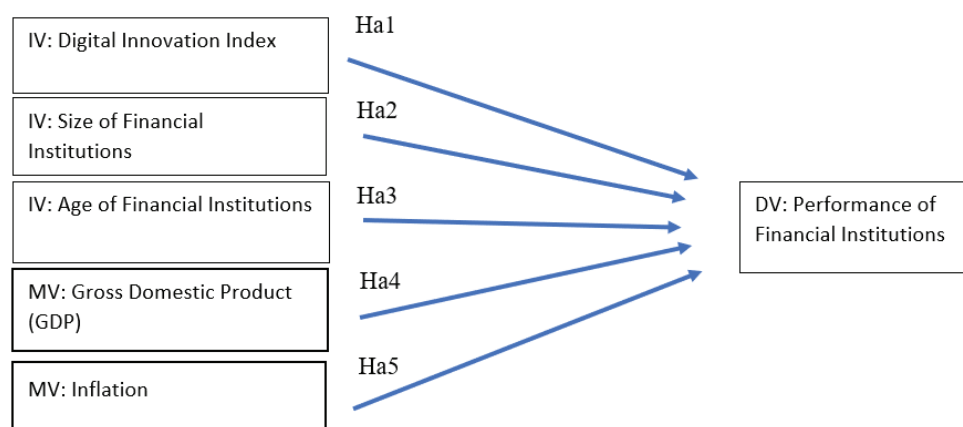 Ha1
IV: Digital Innovation Index
Ha2
IV: Size of Financial
Institutions
Ha3
IV: Age of Financial Institutions
DV: Performance of
Financial Institutions
Ha4
MV: Gross Domestic Product
(GDP)
Ha5
MV: Inflation